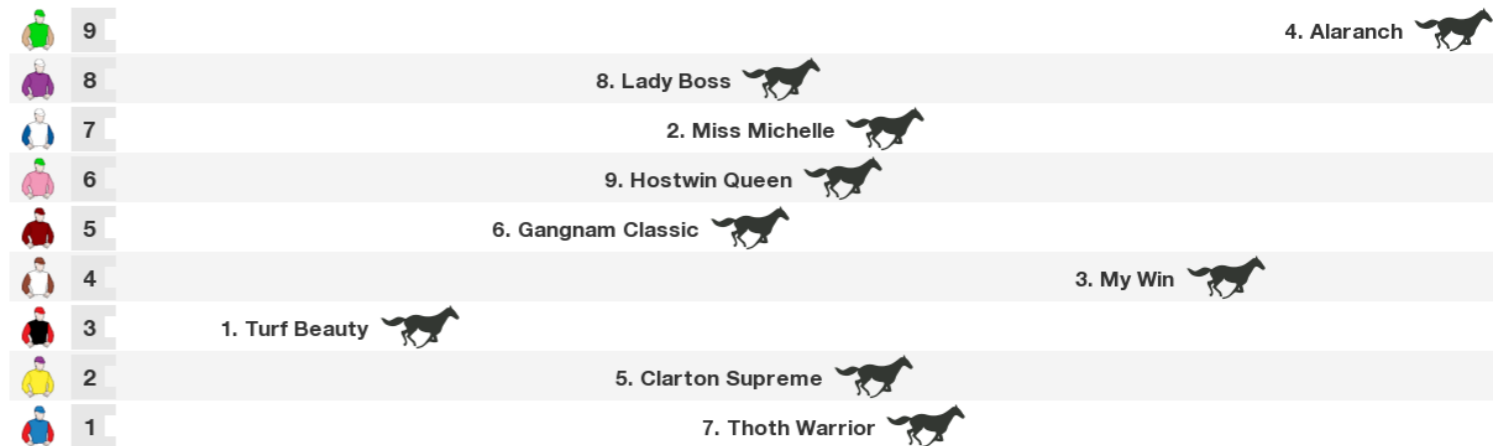 9 4. Alaranch
8 8. Lady Boss
7 2. Miss Michelle
6 9. Hostwin Queen
5 6. Gangnam Classic
4 3. My Win
3 1. Turf Beauty
2 5. Clarton Supreme
1 7. Thoth Warrior